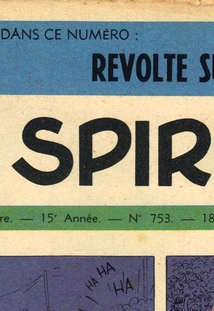 DANS CE NUMÉRO :
REVOLTE S
SPIR
re. — 15e Année. — N° 753. — 18
HA
HA
HA